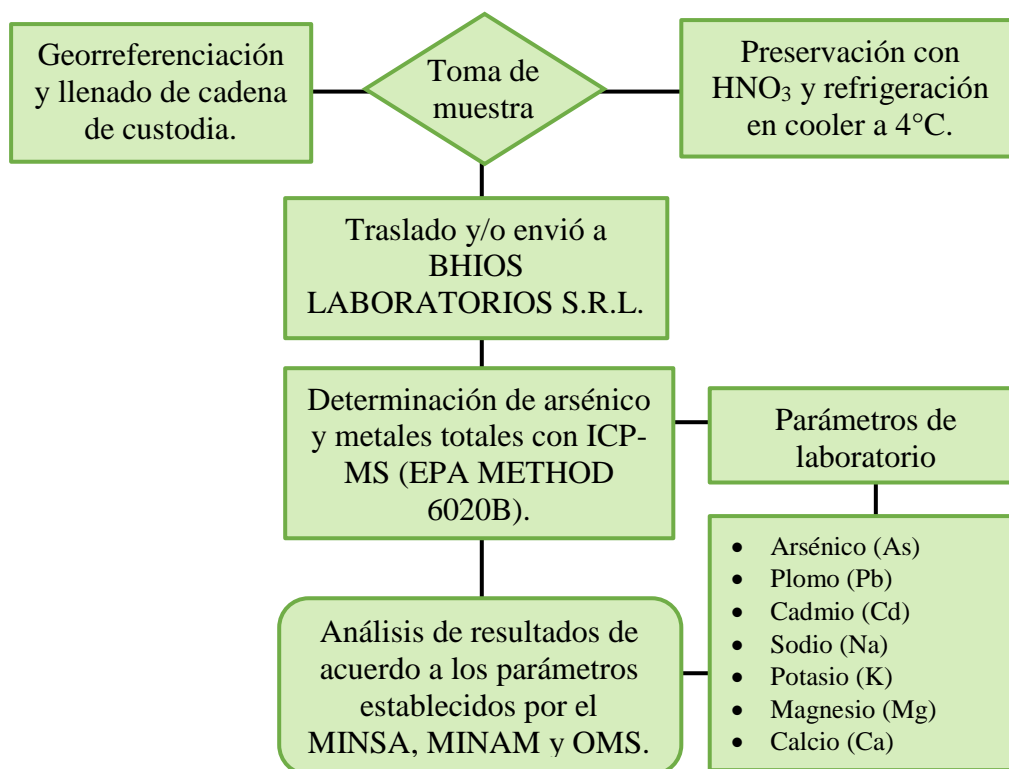 Georreferenciación
y llenado de cadena
de custodia.
Toma de
muestra
Preservación con
HNO₃ y refrigeración
en cooler a 4°C.
Traslado y/o envió a
BHIOS
LABORATORIOS S.R.L.
Determinación de arsénico
y metales totales con ICP-
MS (EPA METHOD
6020B).
Parámetros de
laboratorio
• Arsénico (As)
• Plomo (Pb)
• Cadmio (Cd)
• Sodio (Na)
• Potasio (K)
• Magnesio (Mg)
• Calcio (Ca)
Análisis de resultados de
acuerdo a los parámetros
establecidos por el
MINSA, MINAM y OMS.